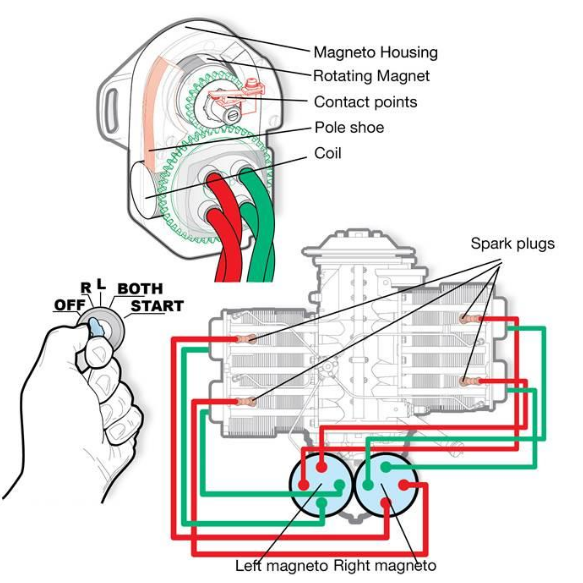 Magneto Housing
Rotating Magnet
Contact points
Pole shoe
Coil
Spark plugs
OFF R L BOTH
START
Left magneto Right magneto